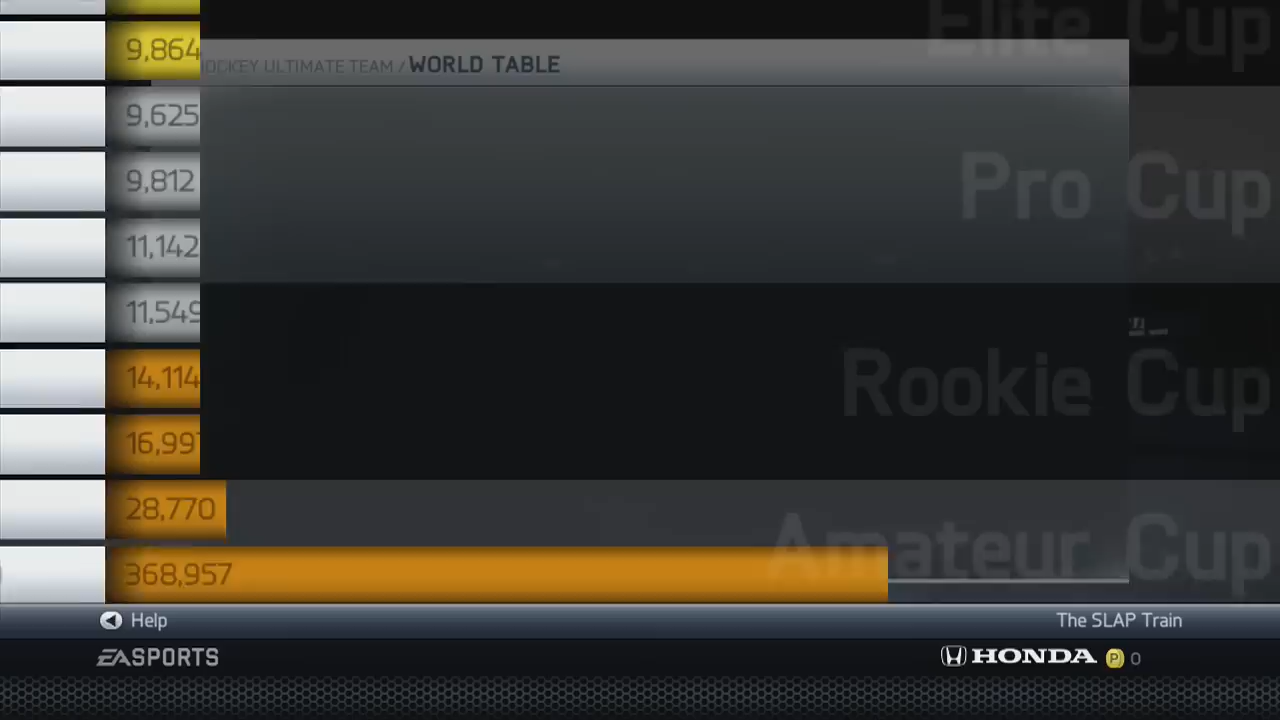 Elite Cup
9,864
OCKEY ULTIMATE TEAM / WORLD TABLE
9,625
9,812
Pro Cup
11,142
11,549
14,114
Rookie Cup
16,997
28,770
Amateur Cup
368,957
Help
The SLAP Train
EA SPORTS
HONDA P 0